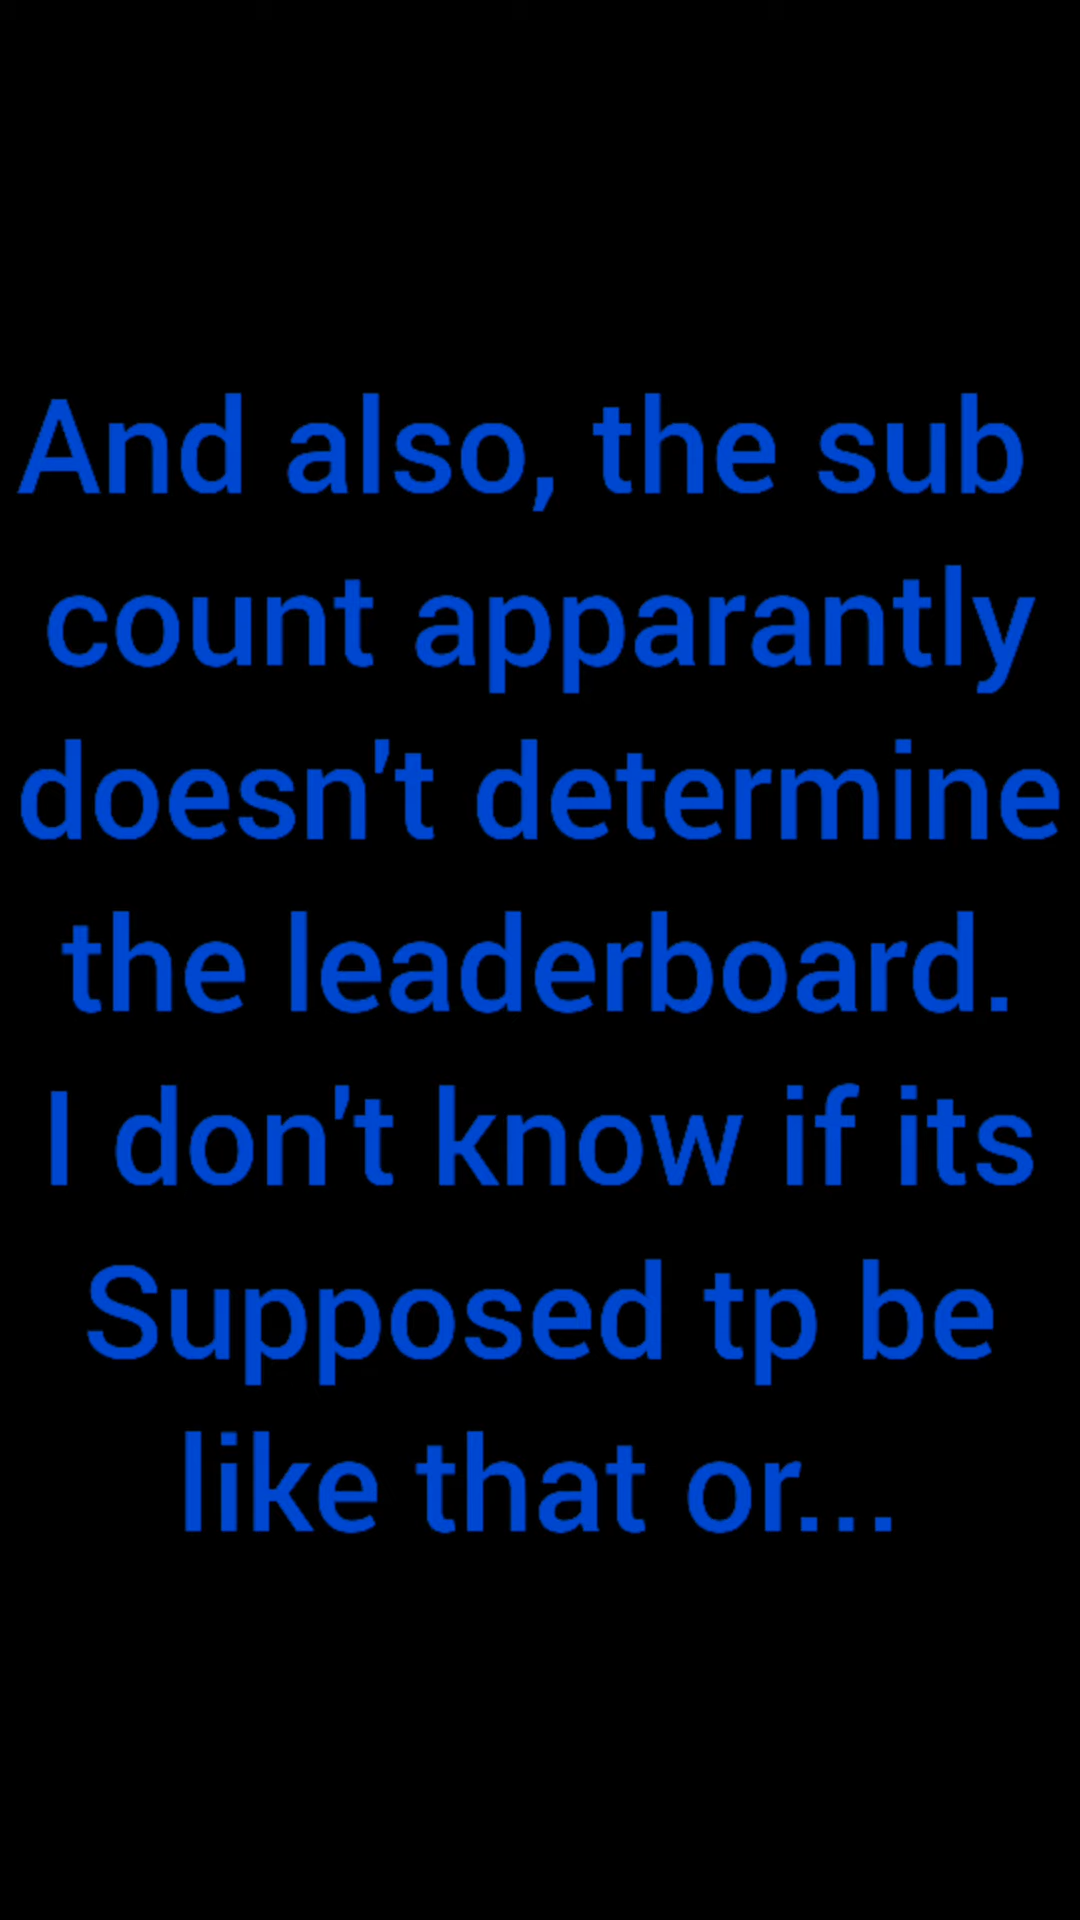 And also, the sub
count apparantly
doesn't determine
the leaderboard.
I don't know if its
Supposed tp be
like that or...